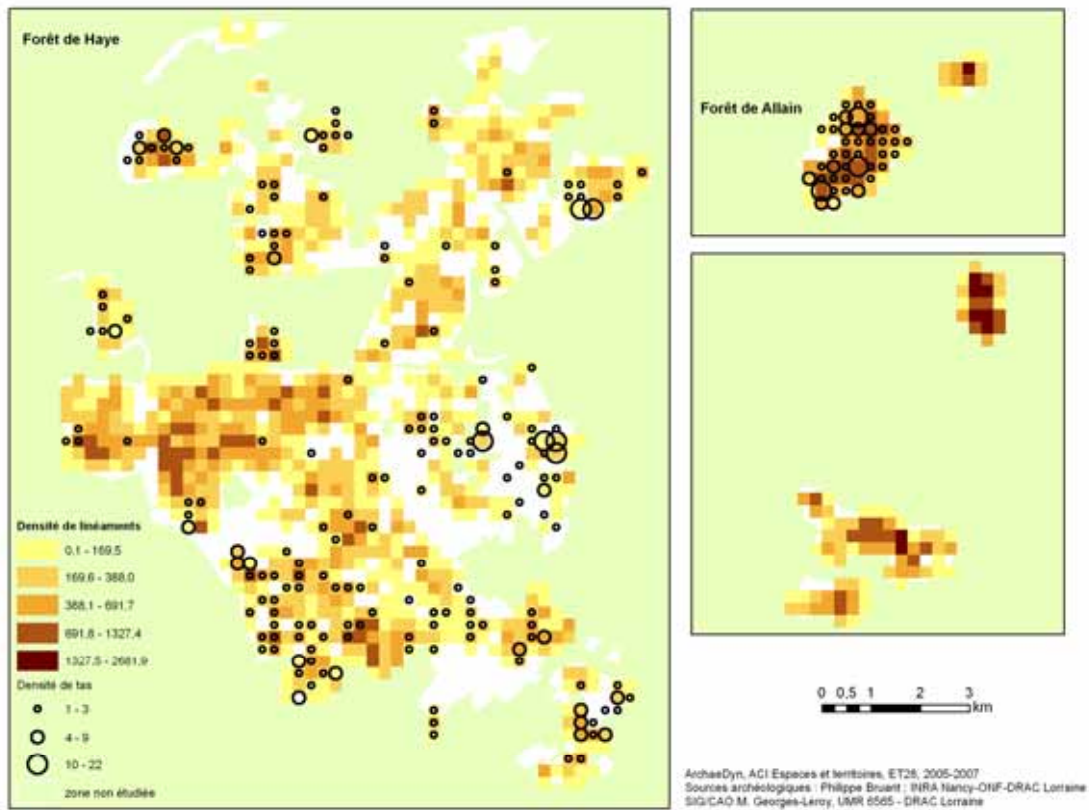 Forêt de Haye
Densité de linéaments
0.1 - 169.5
169.6 - 388.0
388.1 - 691.7
691.8 - 1327.4
1327.5 - 2681.9
Densité de tas
1 - 3
4 - 9
10 - 22
zone non étudiée
Forêt de Allain
0 0,5 1 2 3
km
ArchaeDyn, ACI Espaces et territoires, ET28, 2005-2007
Sources archéologiques : Philippe Bruant ; INRA Nancy-ONF-DRAC Lorraine
SIG/CAO M. Georges-Leroy, UMR 8565 - DRAC Lorraine